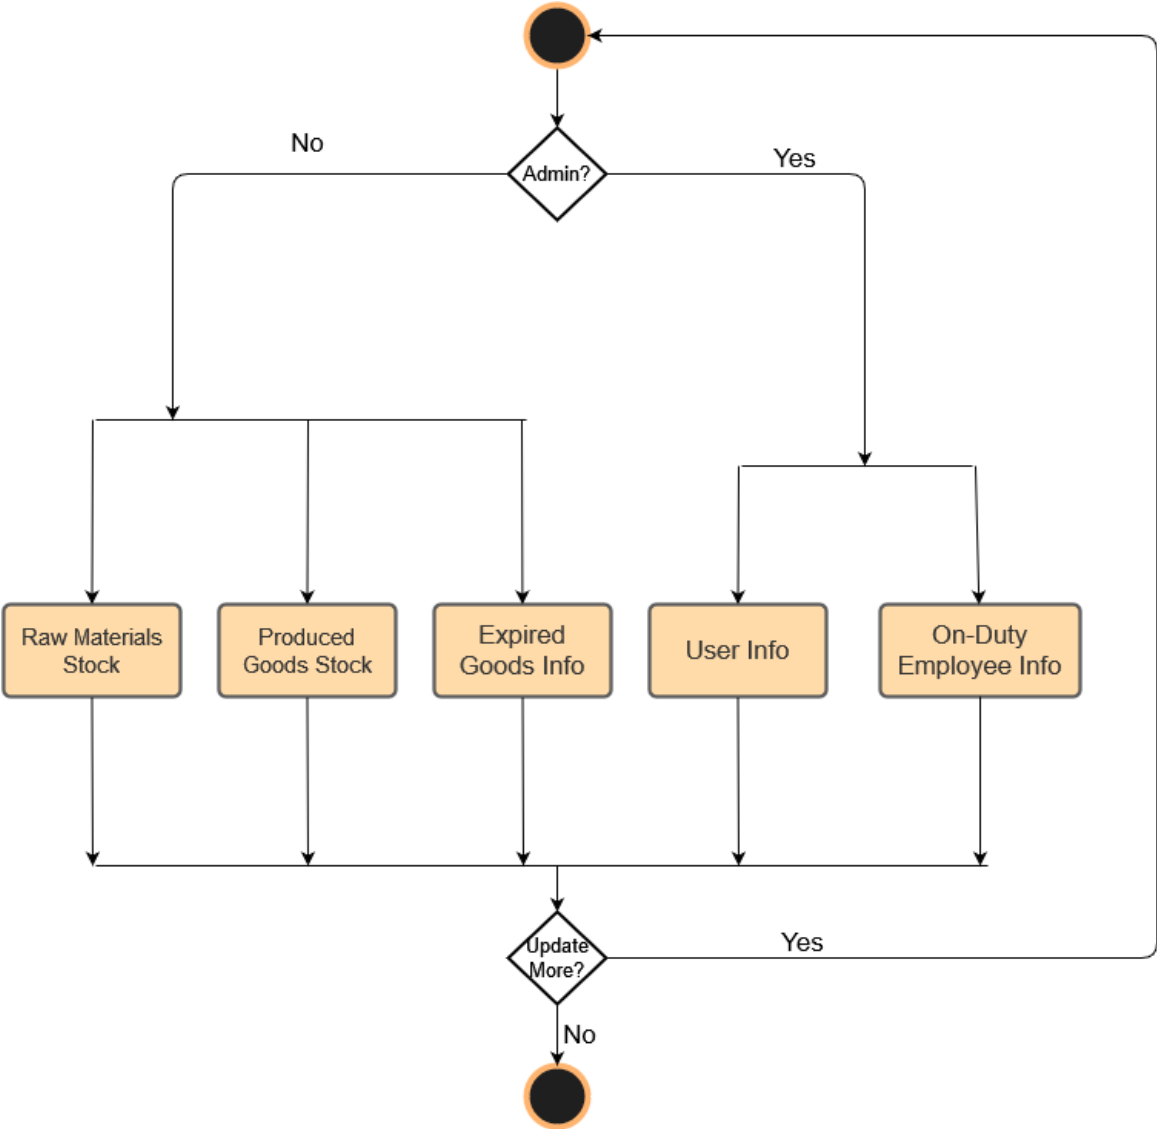 No
Yes
Admin?
Raw Materials
Stock
Produced
Goods Stock
Expired
Goods Info
User Info
On-Duty
Employee Info
Update
More?
Yes
No